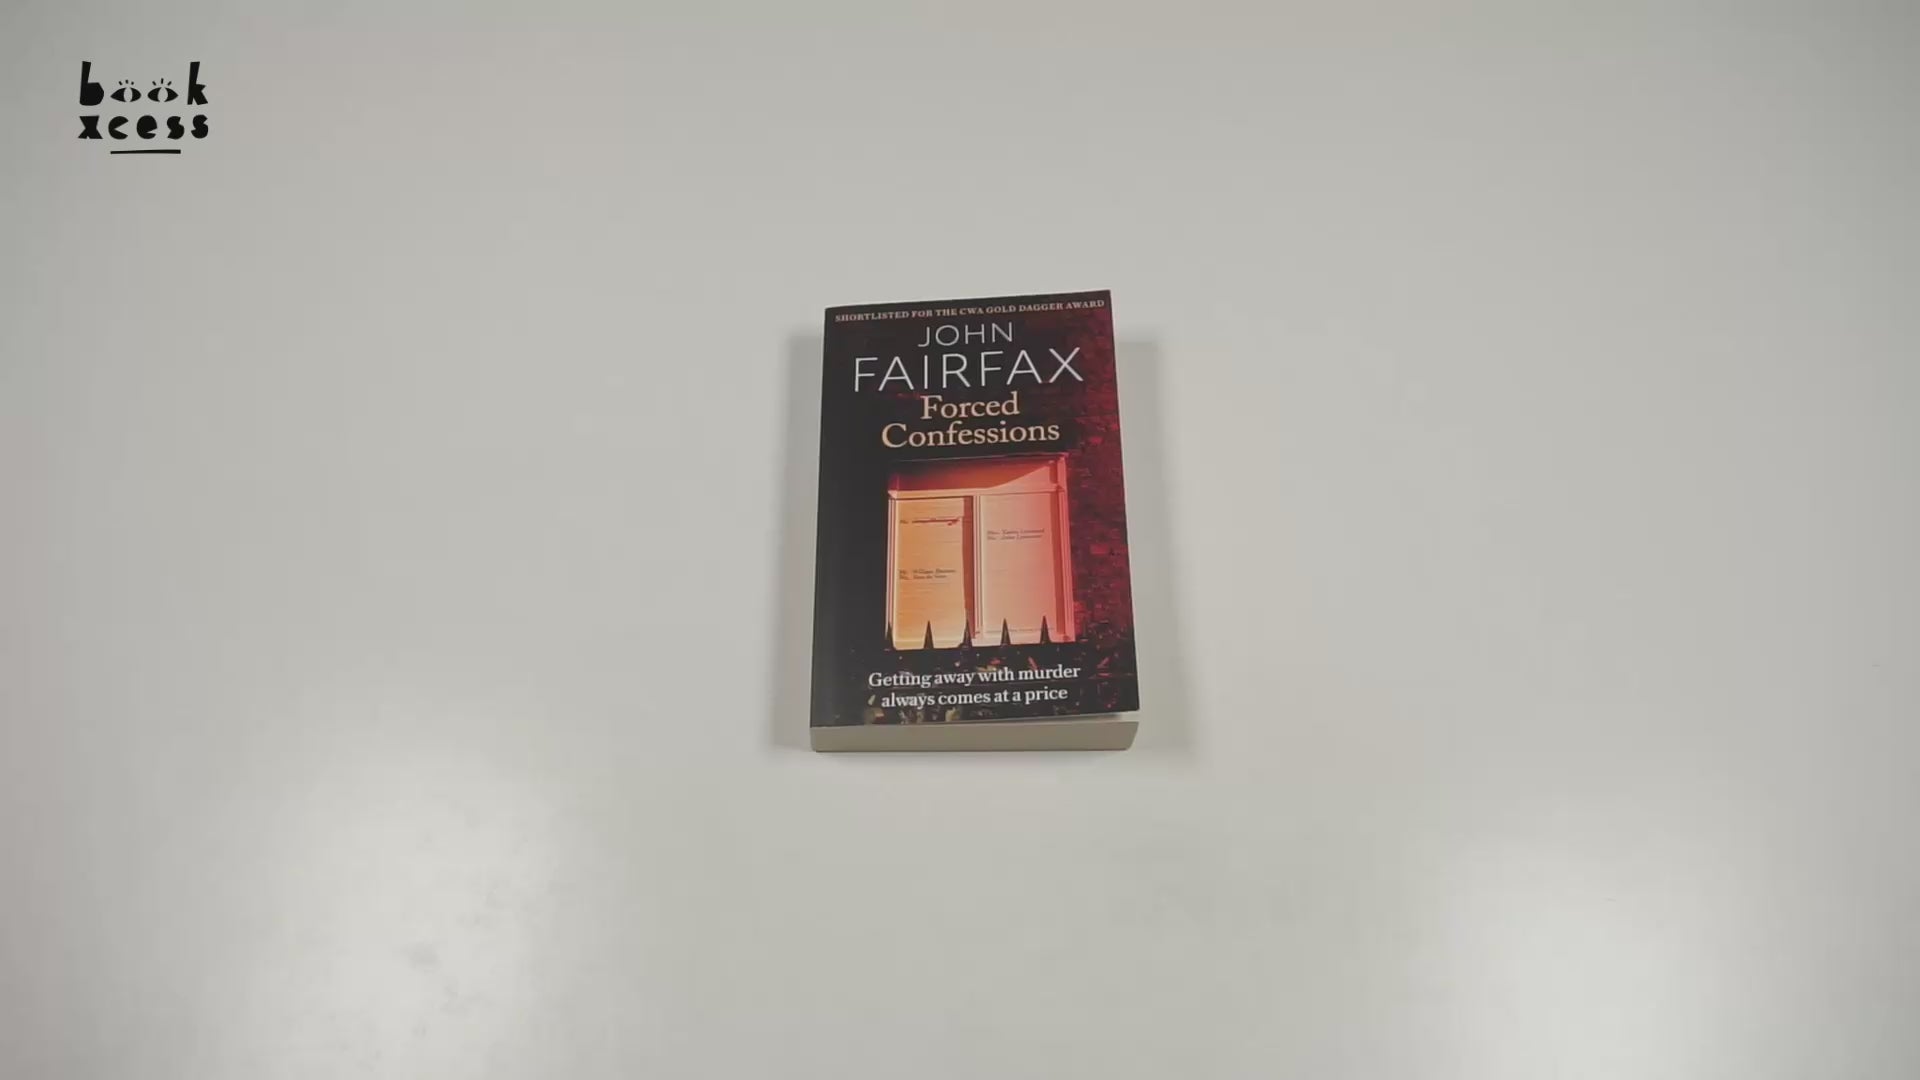 book
xcess
SHORTLISTED FOR THE CWA GOLD DAGGER AWARD
JOHN
FAIRFAX
Forced
Confessions
Getting away with murder
always comes at a price